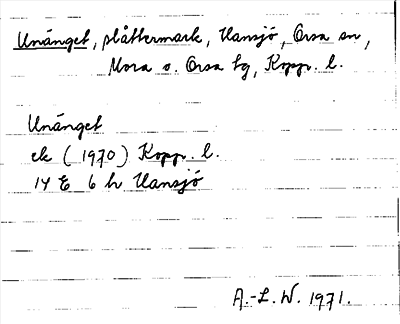 Unänget, slåttermark, Hansjö, Orsa sn,
Mora o. Orsa tg, Kopp. l.
Unänget
ek (1970) Kopp. l.
14 E 6 h Hansjö
A.-L. W. 1971.